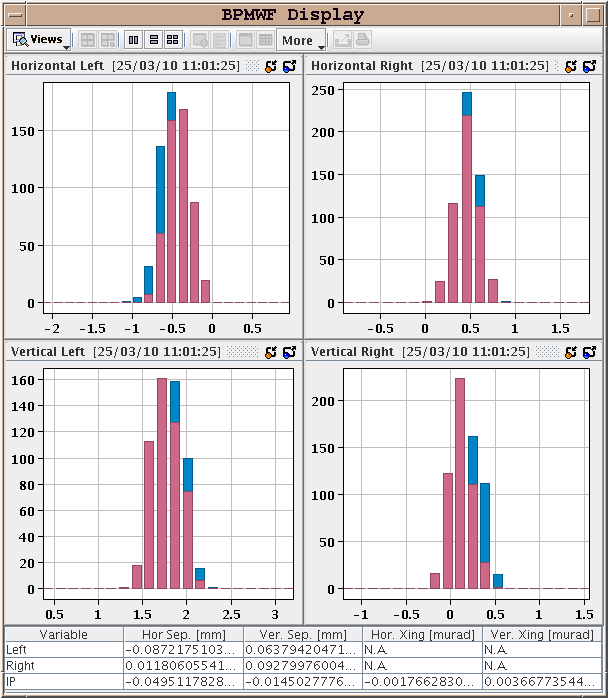 BPMWF Display
Views More
Horizontal Left [25/03/10 11:01:25]
150
100
50
0
-2 -1.5 -1 -0.5 0 0.5
Horizontal Right [25/03/10 11:01:25]
250
200
150
100
50
0
-0.5 0 0.5 1 1.5
Vertical Left [25/03/10 11:01:25]
160
140
120
100
80
60
40
20
0
0.5 1 1.5 2 2.5 3
Vertical Right [25/03/10 11:01:25]
200
150
100
50
0
-1 -0.5 0 0.5 1 1.5
Variable Hor Sep. [mm] Ver. Sep. [mm] Hor. Xing [murad] Ver. Xing [murad]
Left -0.0872175103... 0.06379420471... N.A. N.A.
Right 0.01180605541... 0.09279976004... N.A. N.A.
IP -0.0495117828... -0.0145027776... -0.0017662830... 0.00366773544...